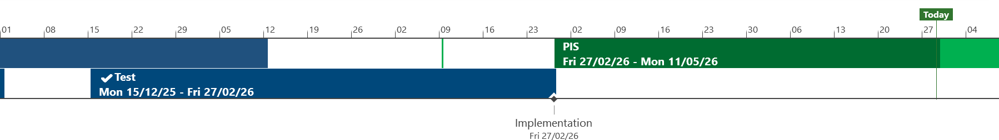 Today
01 08 15 22 29 05 12 19 26 02 09 16 23 02 09 16 23 30 06 13 20 27 04
PIS
Fri 27/02/26 - Mon 11/05/26
Test
Mon 15/12/25 - Fri 27/02/26
Implementation
Fri 27/02/26